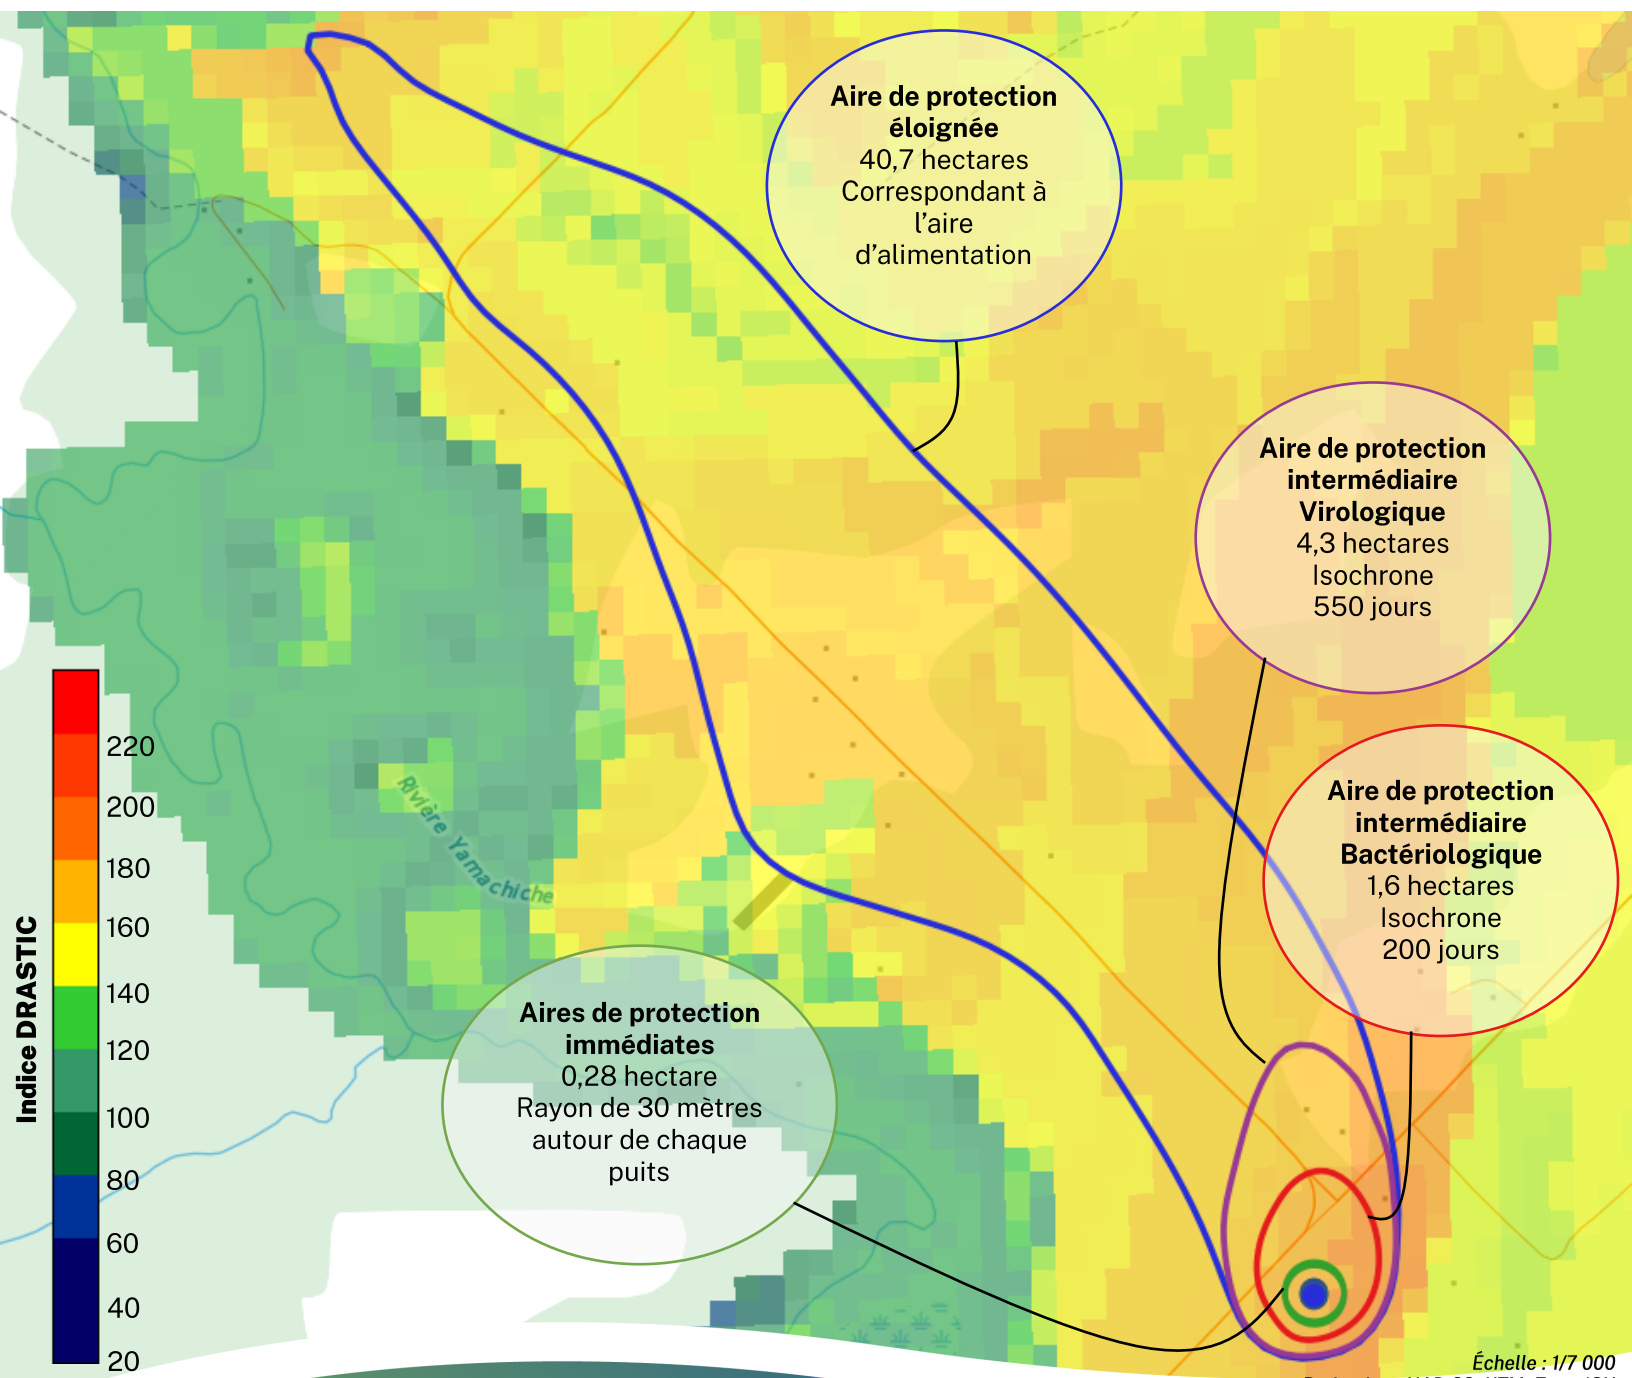 Aire de protection
éloignée
40,7 hectares
Correspondant à
l’aire
d’alimentation
Aire de protection
intermédiaire
Virologique
4,3 hectares
Isochrone
550 jours
Aire de protection
intermédiaire
Bactériologique
1,6 hectares
Isochrone
200 jours
Aires de protection
immédiates
0,28 hectare
Rayon de 30 mètres
autour de chaque
puits
Rivière Yamachiche
Indice DRASTIC
220
200
180
160
140
120
100
80
60
40
20
Échelle : 1/7 000